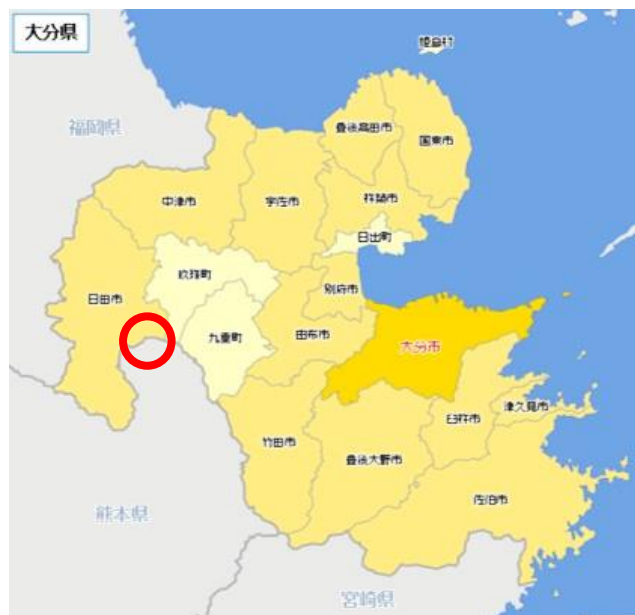 大分県
姫島村
福岡県
豊後高田市
国東市
中津市
宇佐市
杵築市
日出町
玖珠町
別府市
日田市
九重町
由布市
大分市
津久見市
臼杵市
竹田市
豊後大野市
佐伯市
熊本県
宮崎県